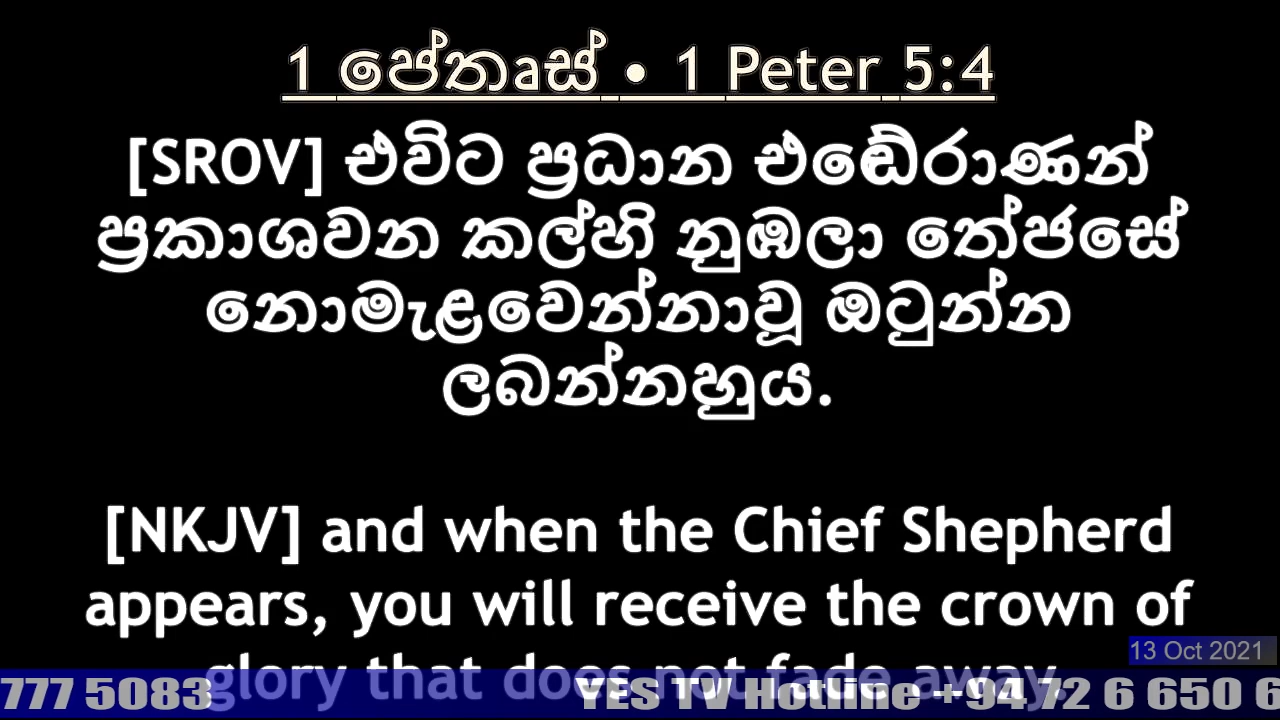 1 පේතෘස් • 1 Peter 5:4
[SROV] එවිට ප්‍රධාන එඬේරාණන්
ප්‍රකාශවන කල්හි නුඹලා තේජසේ
නොමැළවෙන්නාවූ ඔටුන්න
ලබන්නහුය.
[NKJV] and when the Chief Shepherd
appears, you will receive the crown of
glory that does not fade away.
13 Oct 2021
777 5083 YES TV Hotline +94 72 6 650 6